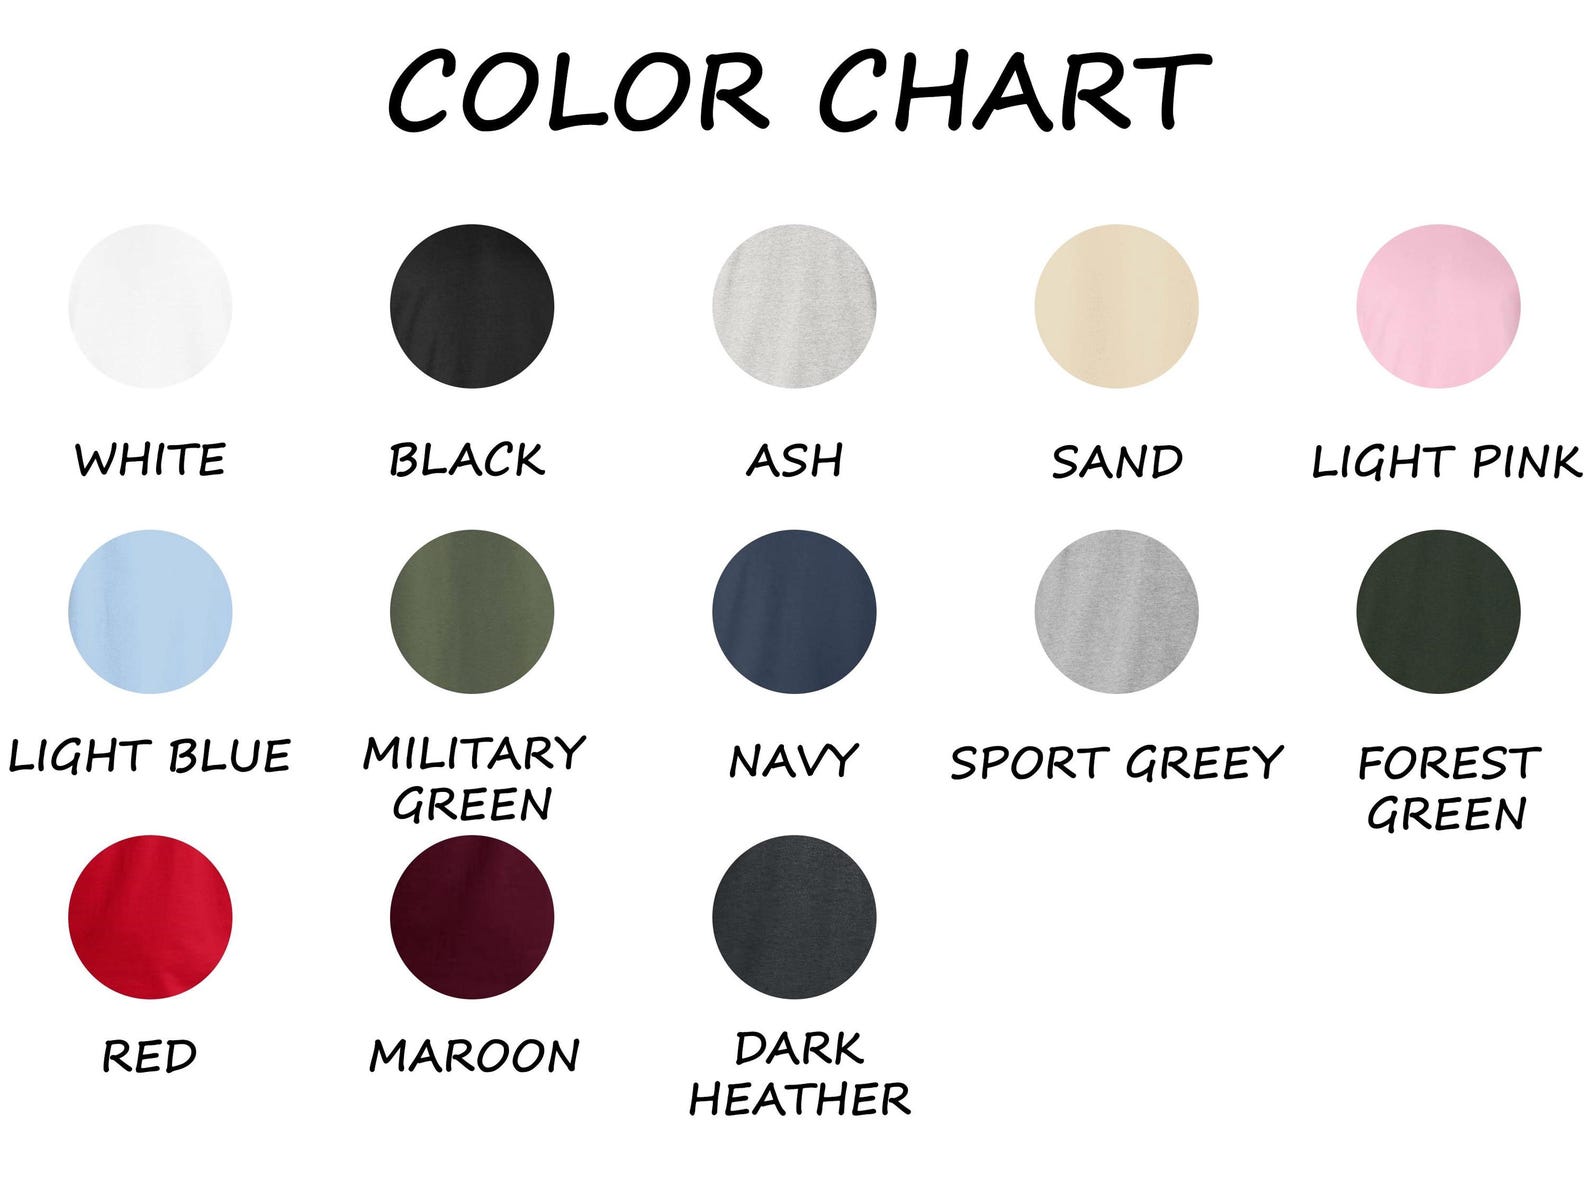 COLOR CHART
WHITE
BLACK
ASH
SAND
LIGHT PINK
LIGHT BLUE
MILITARY
GREEN
NAVY
SPORT GREEY
FOREST
GREEN
RED
MAROON
DARK
HEATHER